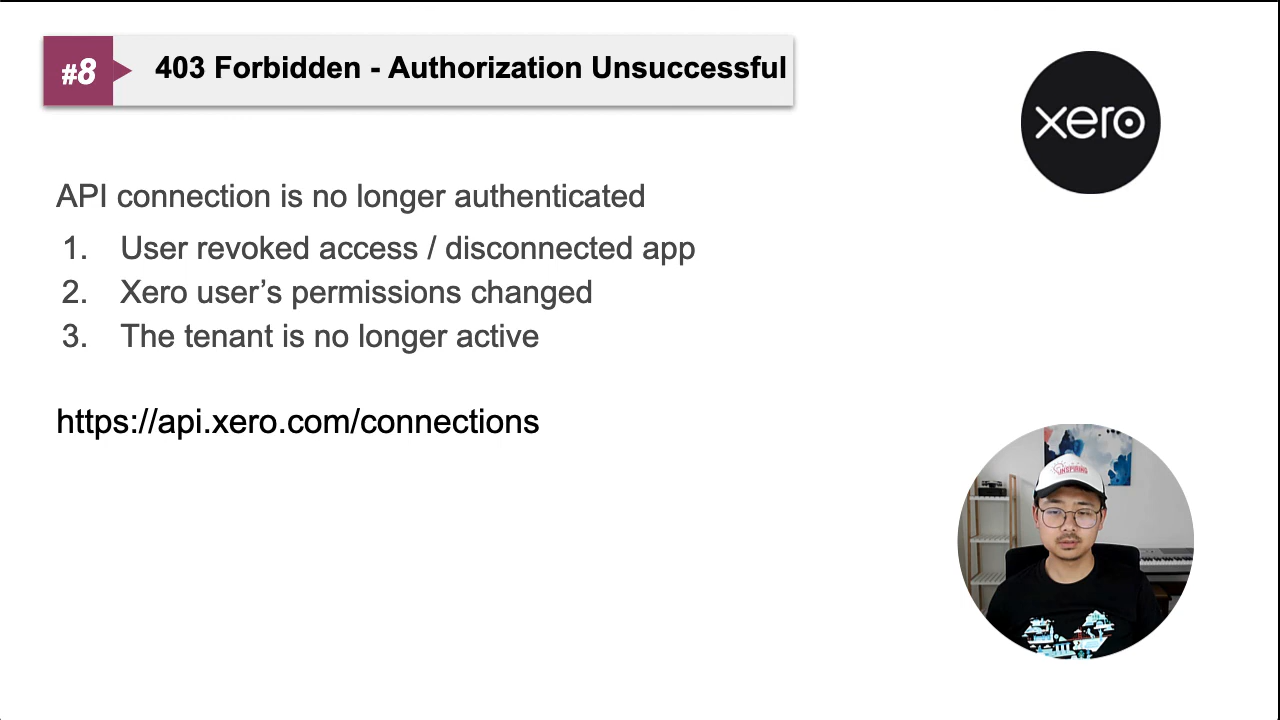 #8
403 Forbidden - Authorization Unsuccessful
xero
API connection is no longer authenticated
1. User revoked access / disconnected app
2. Xero user’s permissions changed
3. The tenant is no longer active
https://api.xero.com/connections
INSPIRING